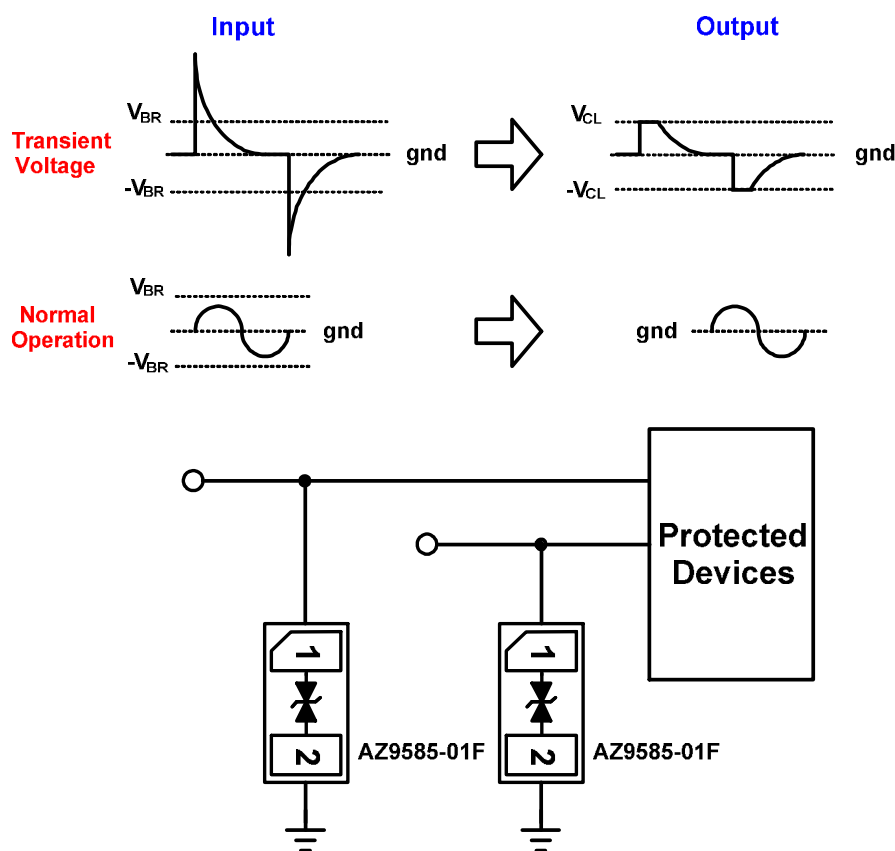 Input
Output
VBR
Transient
Voltage
gnd
-VBR
VCL
gnd
-VCL
VBR
Normal
Operation
gnd
-VBR
gnd
Protected
Devices
1
2
AZ9585-01F
1
2
AZ9585-01F